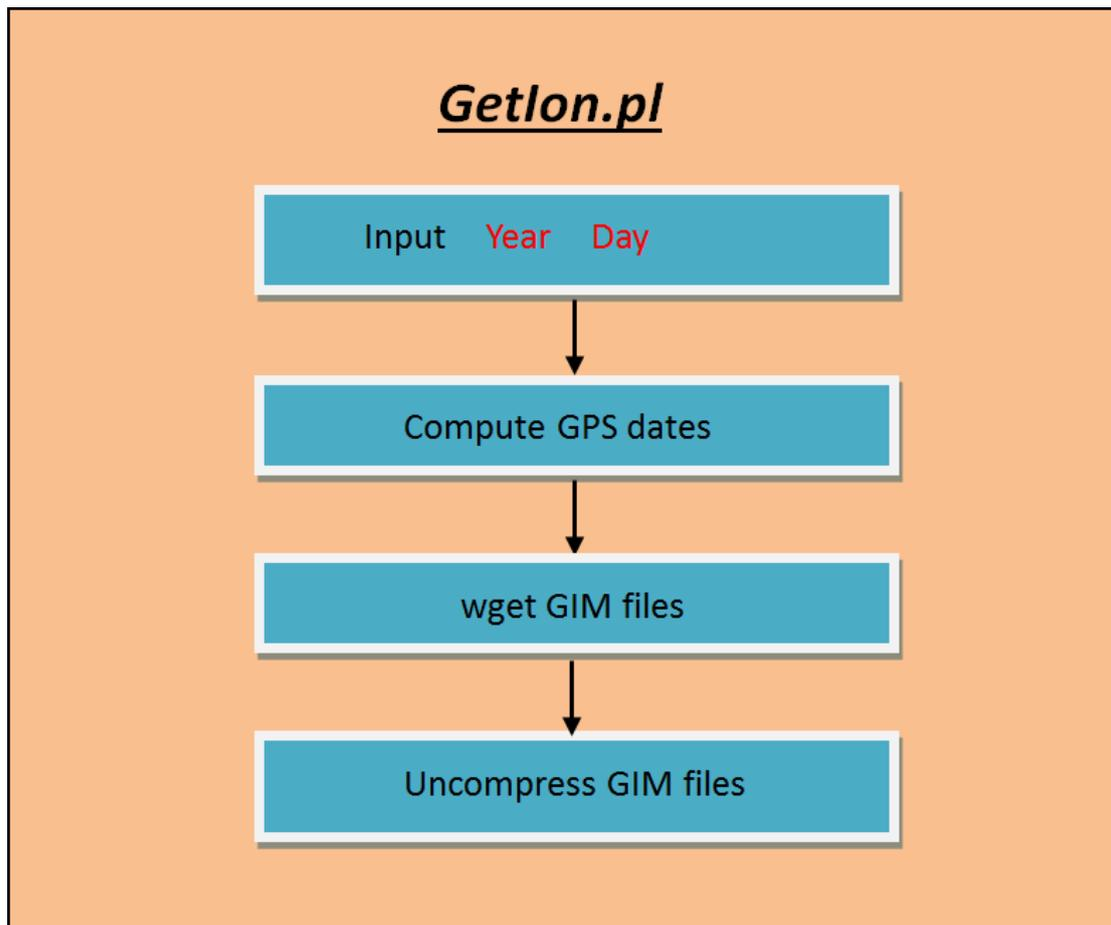 GetIon.pl
Input Year Day
Compute GPS dates
wget GIM files
Uncompress GIM files